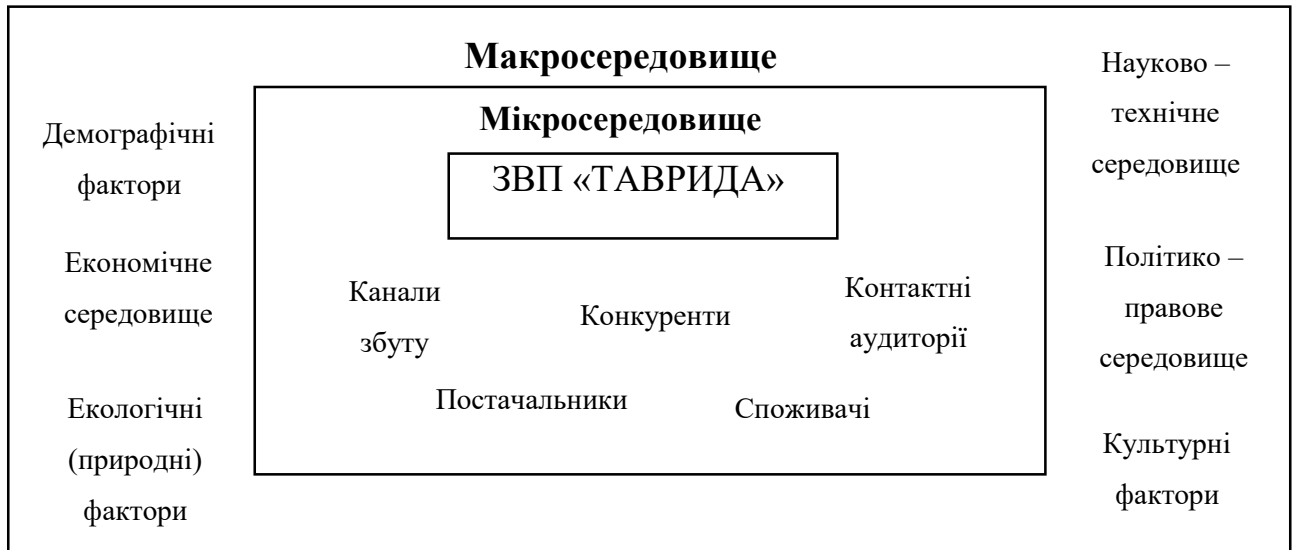 Макросередовище
Мікросередовище
ЗВП «ТАВРИДА»
Демографічні
фактори
Економічне
середовище
Екологічні
(природні)
фактори
Канали
збуту
Конкуренти
Контактні
аудиторії
Постачальники
Споживачі
Науково –
технічне
середовище
Політико –
правове
середовище
Культурні
фактори